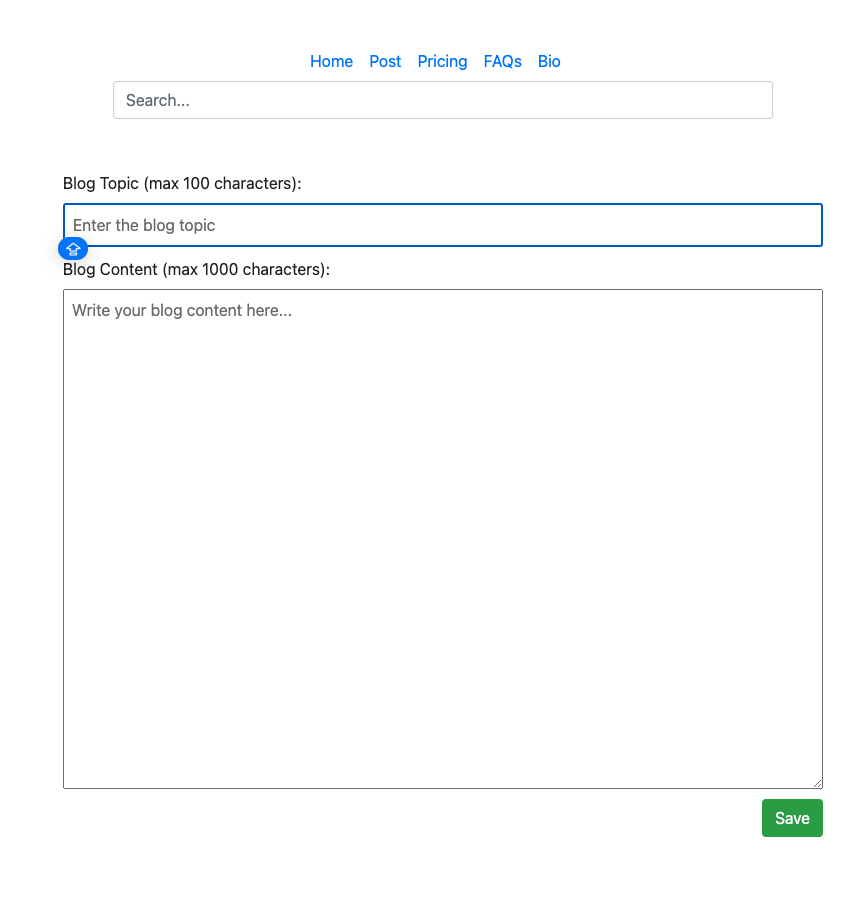 Home Post Pricing FAQs Bio
Search...
Blog Topic (max 100 characters):
Enter the blog topic
Blog Content (max 1000 characters):
Write your blog content here...
Save